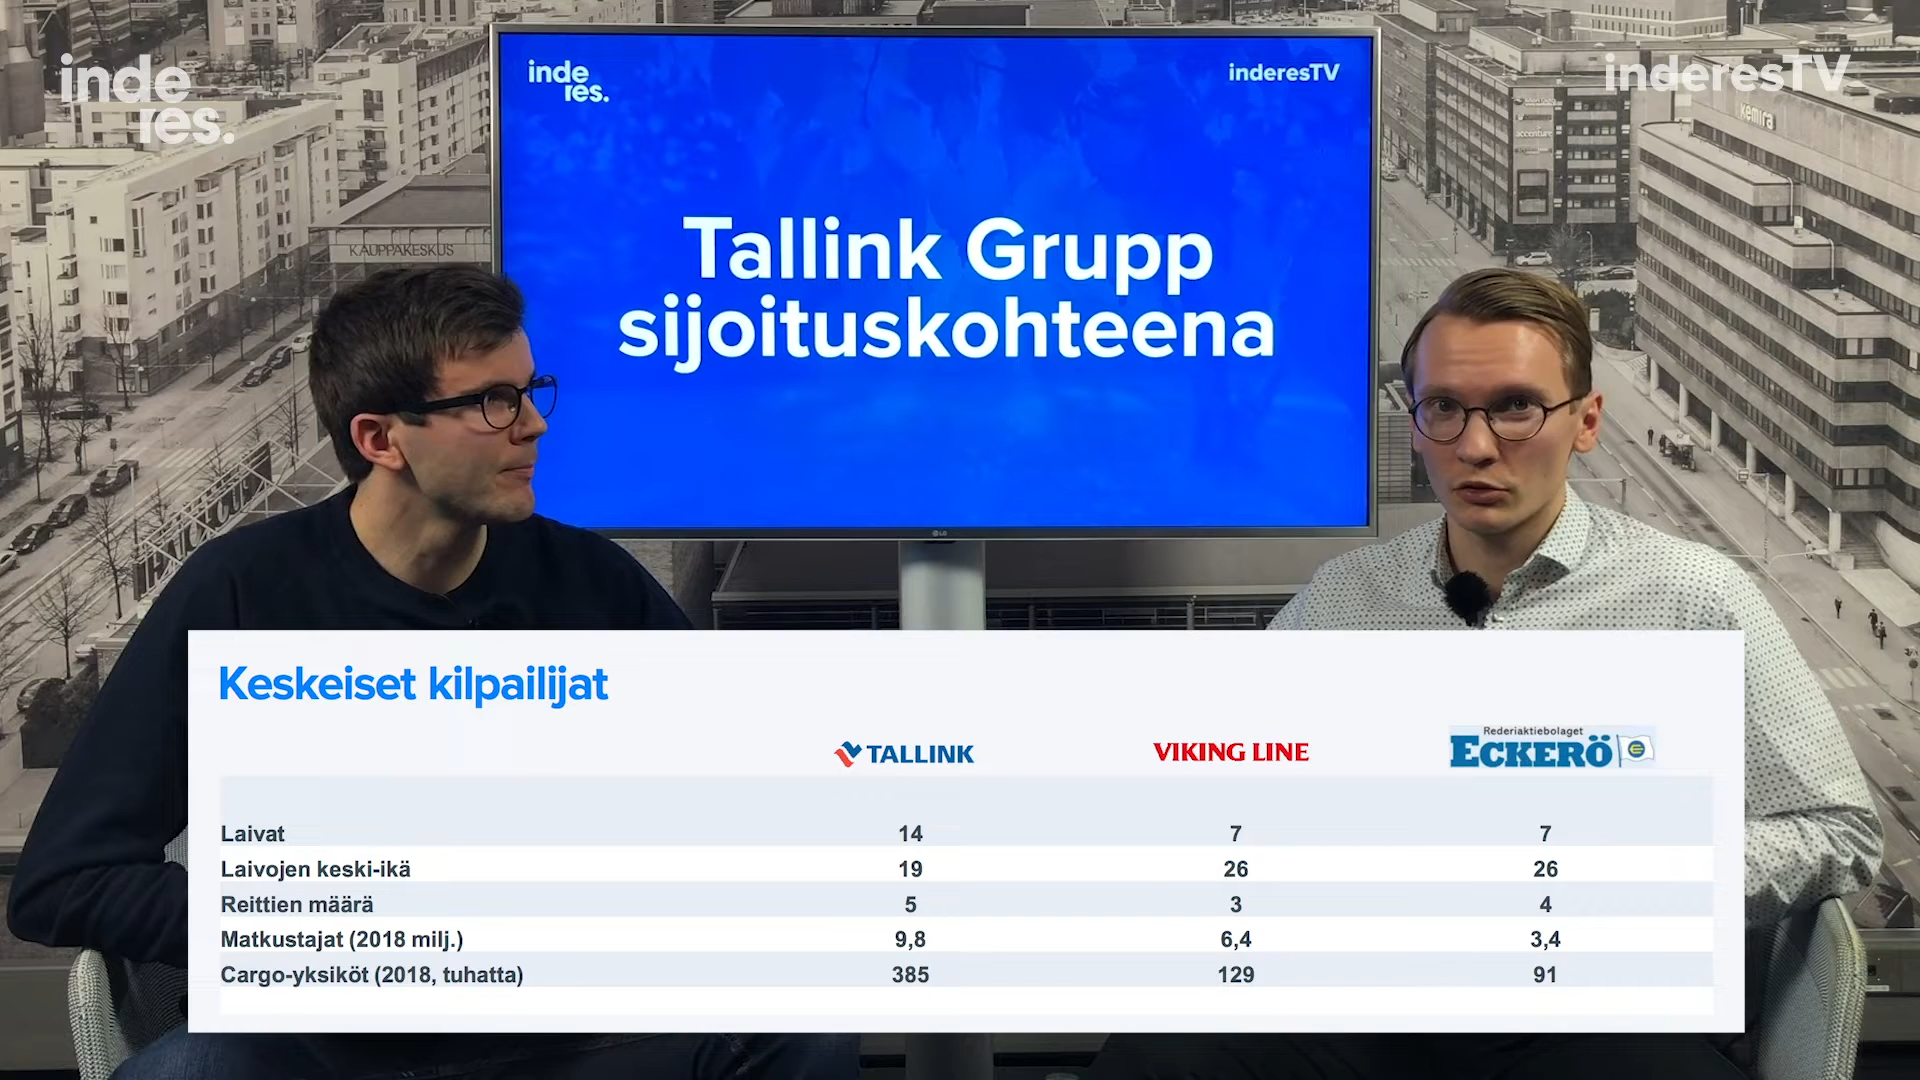 inde
res.
inderesTV
inde
res.
inderesTV
kemira
accenture
KAUPPAKESKUS
Tallink Grupp
sijoituskohteena
LG
Keskeiset kilpailijat
TALLINK VIKING LINE Rederiaktiebolaget
ECKERÖ
Laivat 14 7 7
Laivojen keski-ikä 19 26 26
Reittien määrä 5 3 4
Matkustajat (2018 milj.) 9,8 6,4 3,4
Cargo-yksiköt (2018, tuhatta) 385 129 91